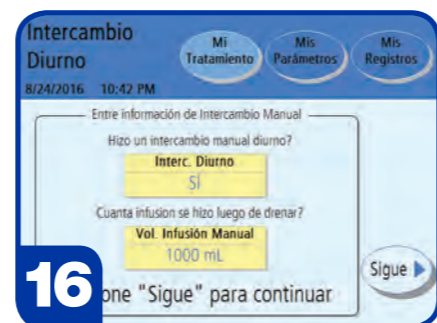 Intercambio
Diurno
Mi
Tratamiento
Mis
Parámetros
Mis
Registros
8/24/2016 10:42 PM
Entre información de Intercambio Manual
Hizo un intercambio manual diurno?
Interc. Diurno
SÍ
Cuanta infusion se hizo luego de drenar?
Vol. Infusión Manual
1000 mL
Sigue
16
one "Sigue" para continuar